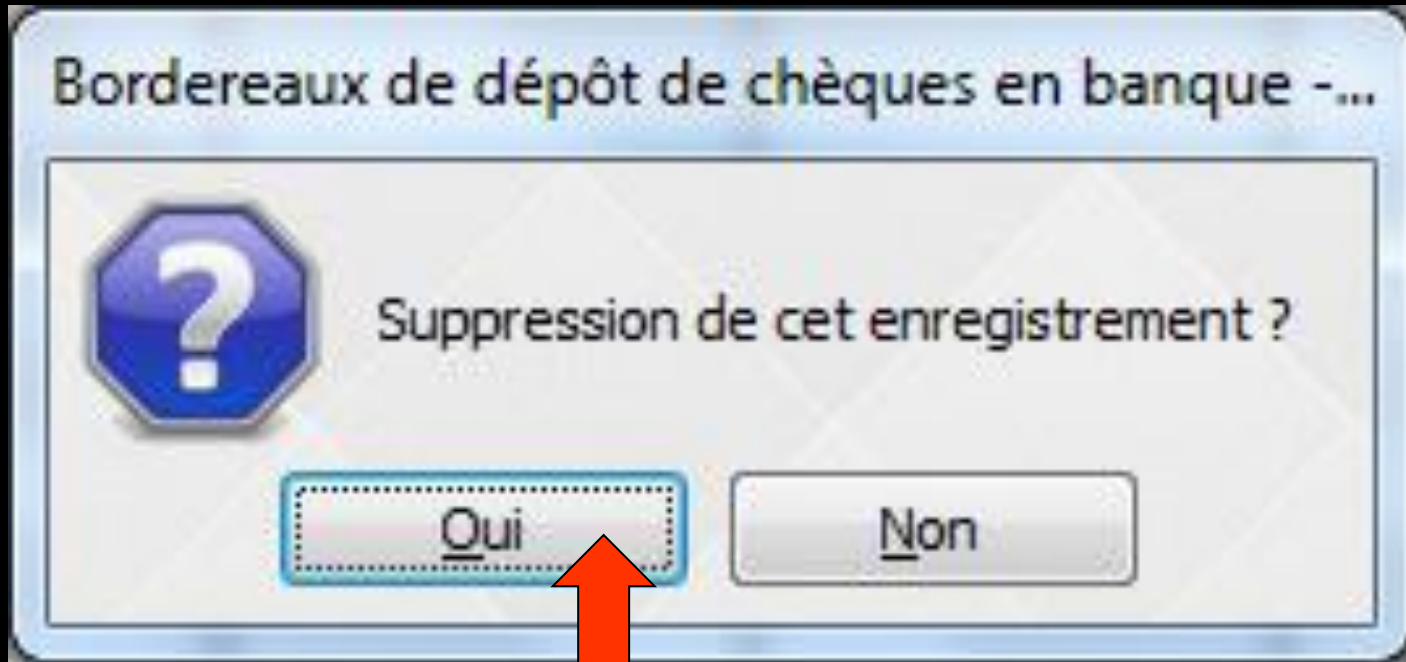 Bordereaux de dépôt de chèques en banque -...
Suppression de cet enregistrement ?
Oui
Non